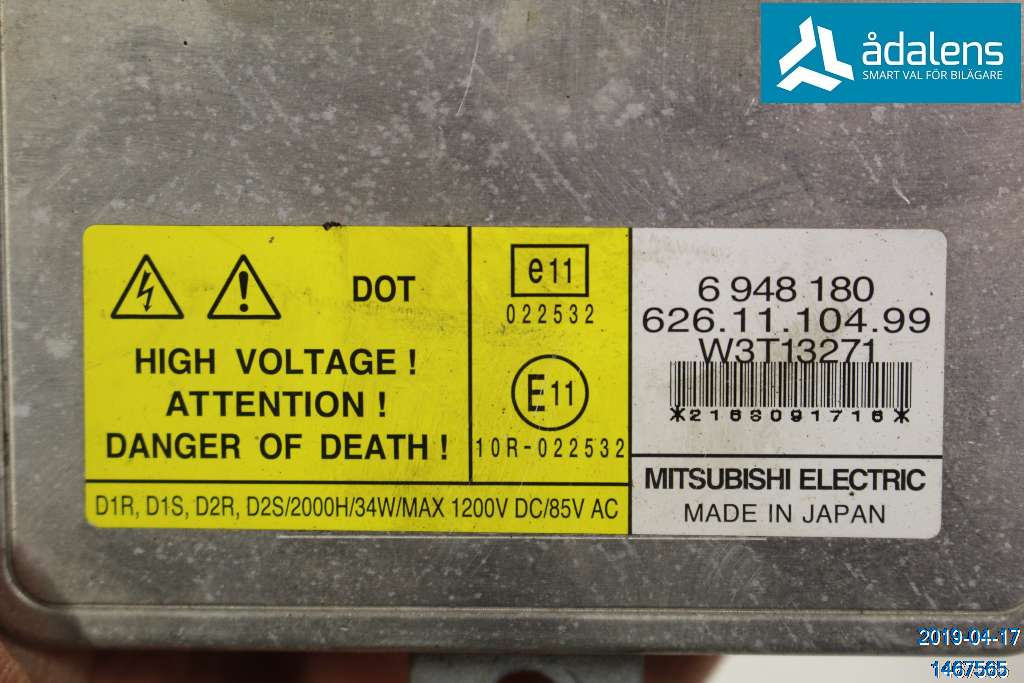 ådalens
SMART VAL FÖR BILÄGARE
DOT
HIGH VOLTAGE !
ATTENTION !
DANGER OF DEATH !
D1R, D1S, D2R, D2S/2000H/34W/MAX 1200V DC/85V AC
e11
022532
E11
10R-022532
6 948 180
626.11.104.99
W3T13271
*2163091716*
MITSUBISHI ELECTRIC
MADE IN JAPAN
2019-04-17
1467565